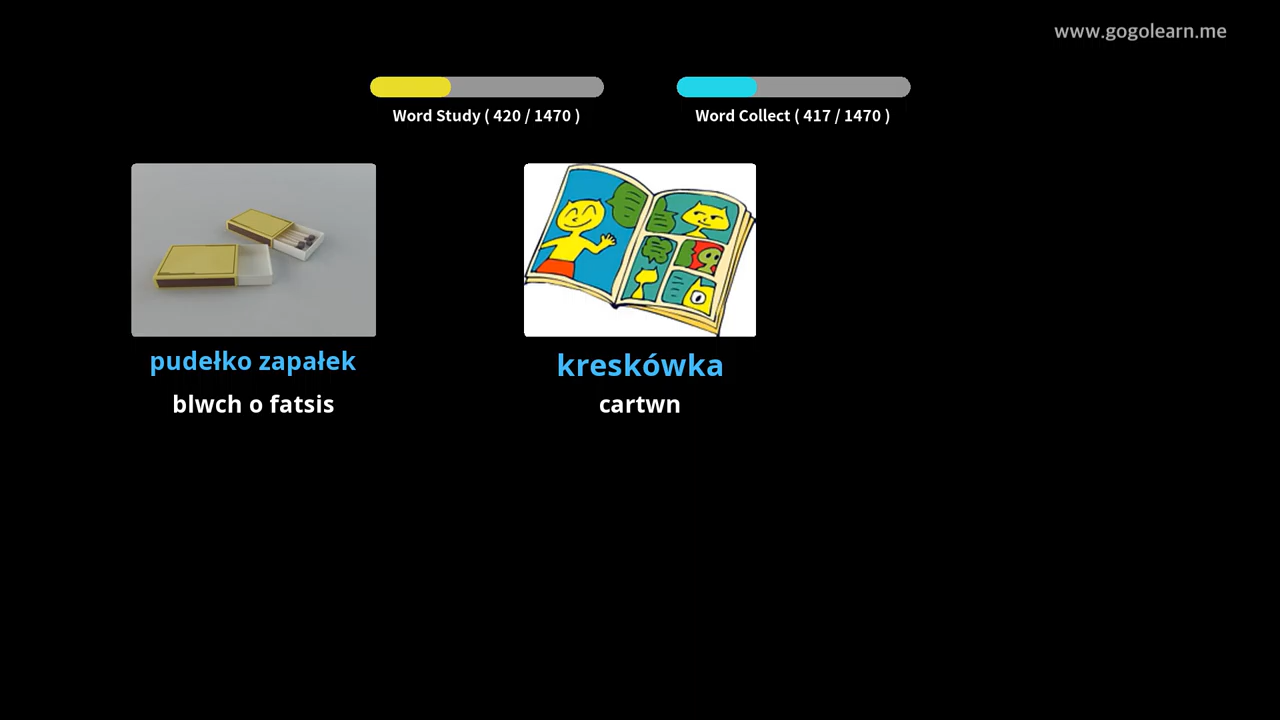 www.gogolearn.me
Word Study ( 420 / 1470 )
Word Collect ( 417 / 1470 )
pudełko zapałek
kreskówka
blwch o fatsis
cartwn